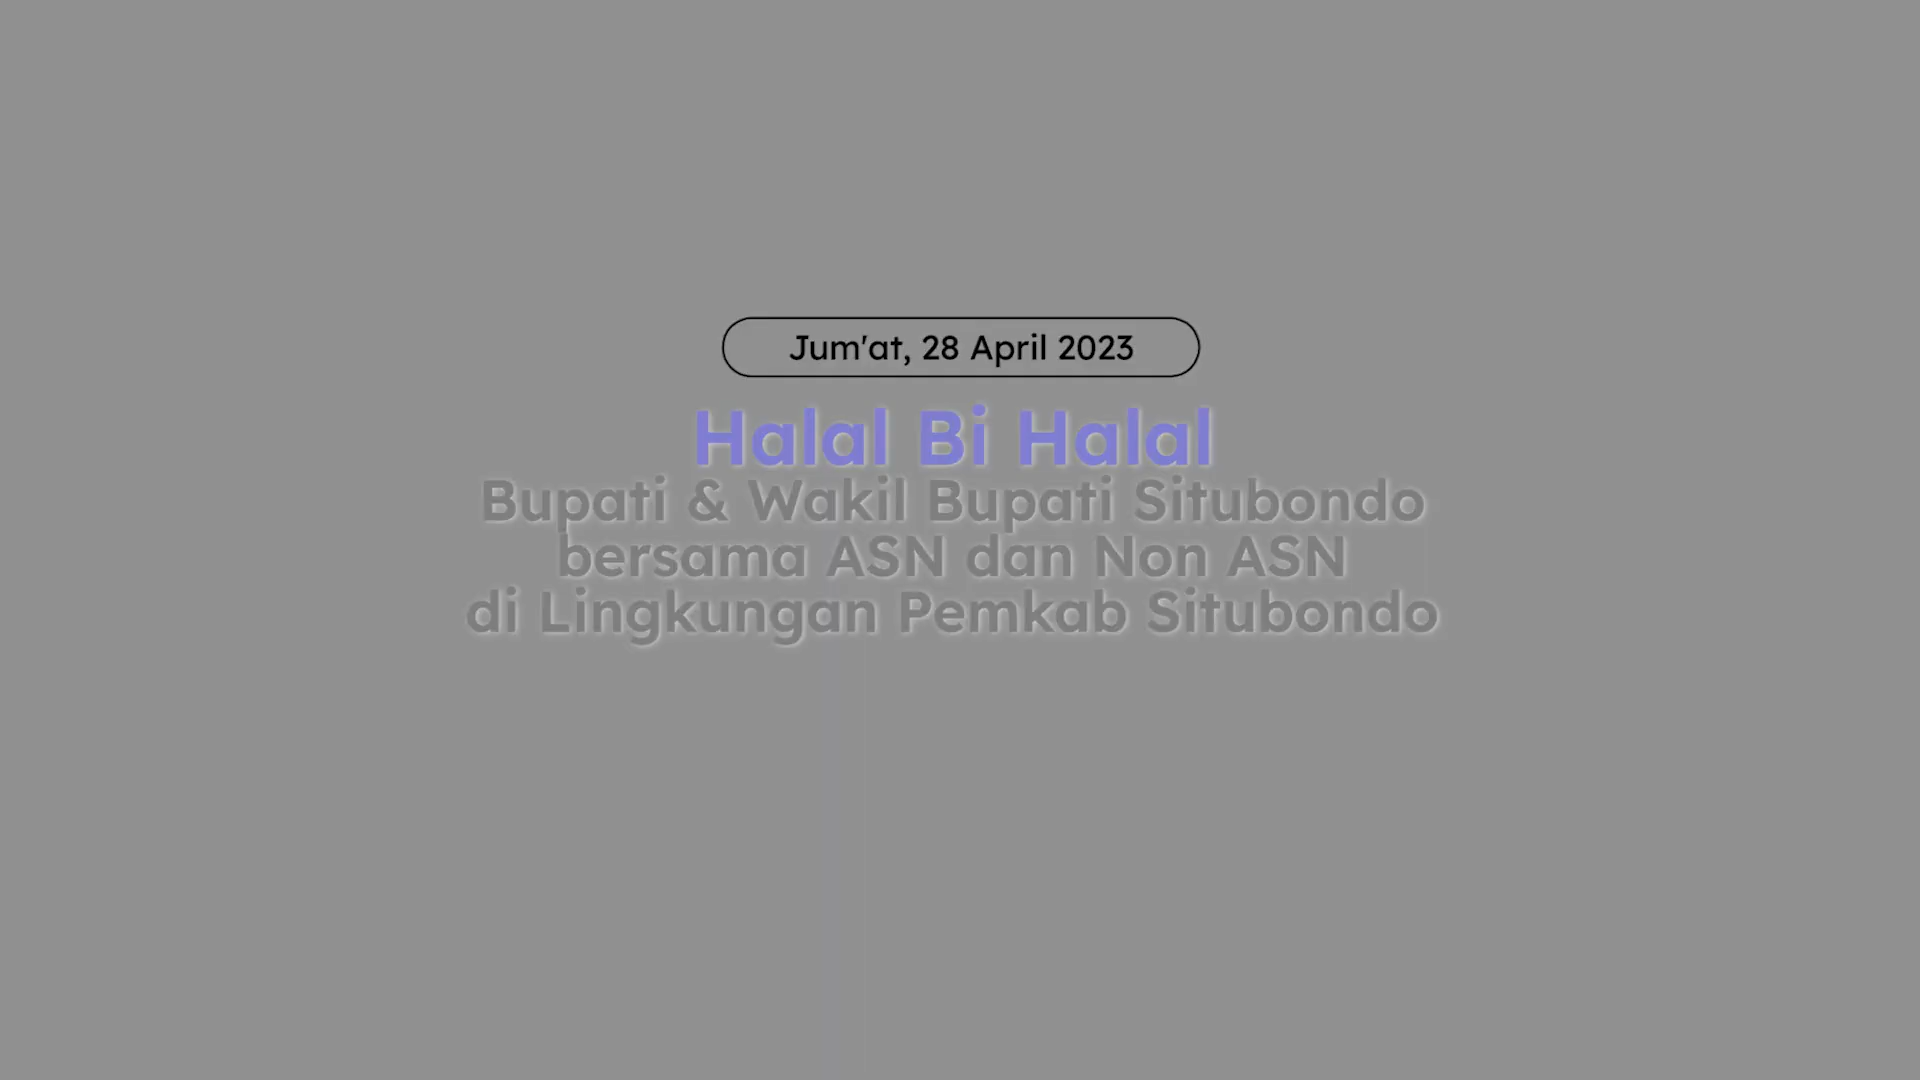 Jum'at, 28 April 2023
Halal Bi Halal
Bupati & Wakil Bupati Situbondo
bersama ASN dan Non ASN
di Lingkungan Pemkab Situbondo